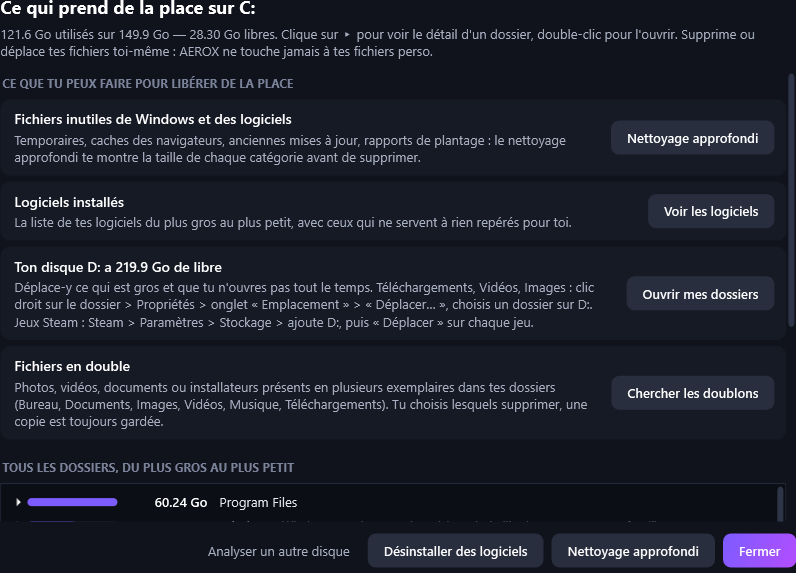 Ce qui prend de la place sur C:
121.6 Go utilisés sur 149.9 Go — 28.30 Go libres. Clique sur ▸ pour voir le détail d'un dossier, double-clic pour l'ouvrir. Supprime ou
déplace tes fichiers toi-même : AEROX ne touche jamais à tes fichiers perso.
CE QUE TU PEUX FAIRE POUR LIBÉRER DE LA PLACE
Fichiers inutiles de Windows et des logiciels
Temporaires, caches des navigateurs, anciennes mises à jour, rapports de plantage : le nettoyage
approfondi te montre la taille de chaque catégorie avant de supprimer.
Nettoyage approfondi
Logiciels installés
La liste de tes logiciels du plus gros au plus petit, avec ceux qui ne servent à rien repérés pour toi.
Voir les logiciels
Ton disque D: a 219.9 Go de libre
Déplace-y ce qui est gros et que tu n'ouvres pas tout le temps. Téléchargements, Vidéos, Images : clic
droit sur le dossier > Propriétés > onglet « Emplacement » > « Déplacer... », choisis un dossier sur D:.
Jeux Steam : Steam > Paramètres > Stockage > ajoute D:, puis « Déplacer » sur chaque jeu.
Ouvrir mes dossiers
Fichiers en double
Photos, vidéos, documents ou installateurs présents en plusieurs exemplaires dans tes dossiers
(Bureau, Documents, Images, Vidéos, Musique, Téléchargements). Tu choisis lesquels supprimer, une
copie est toujours gardée.
Chercher les doublons
TOUS LES DOSSIERS, DU PLUS GROS AU PLUS PETIT
60.24 Go Program Files
Analyser un autre disque
Désinstaller des logiciels
Nettoyage approfondi
Fermer